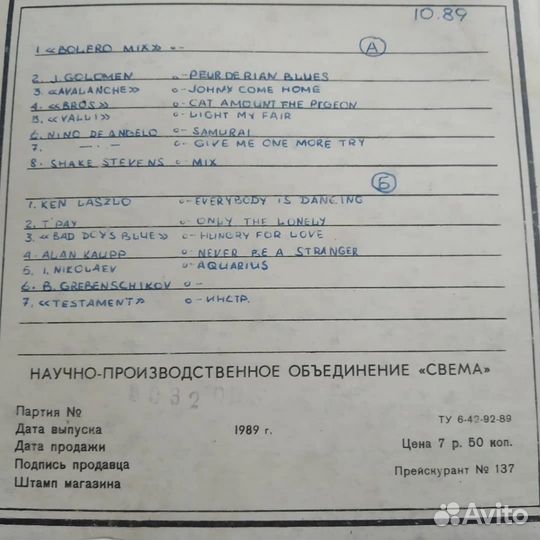 10.89
1 «BOLERO MIX» -- (A)
2. J. GOLDMEN o- PEUR DE RIAN BLUES
3. «AVALANCHE» o- JOHNY COME HOME
4. «BROS» o- CAT AMOUNT THE PIGEON
5. «VALLI» o- LIGHT MY FAIR
6. NINO DE ANGELO o- SAMURAI
7. —.— o- GIVE ME ONE MORE TRY
8. SHAKE STEVENS o- MIX
(Б)
1. KEN LASZLO o- EVERYBODY IS DANCING
2. T'PAY o- ONLY THE LONELY
3. «BAD BOYS BLUE» o- HUNGRY FOR LOVE
4. ALAN KAUPP o- NEVER BE A STRANGER
5. I. NIKOLAEV o- AQUARIUS
6. B. GREBENSCHIKOV o-
7. «TESTAMENT» o- ИНСТР.
НАУЧНО-ПРОИЗВОДСТВЕННОЕ ОБЪЕДИНЕНИЕ «СВЕМА»
Партия № 
Дата выпуска 1989 г.
Дата продажи
Подпись продавца
Штамп магазина
ТУ 6-42-92-89
Цена 7 р. 50 коп.
Прейскурант № 137
Avito